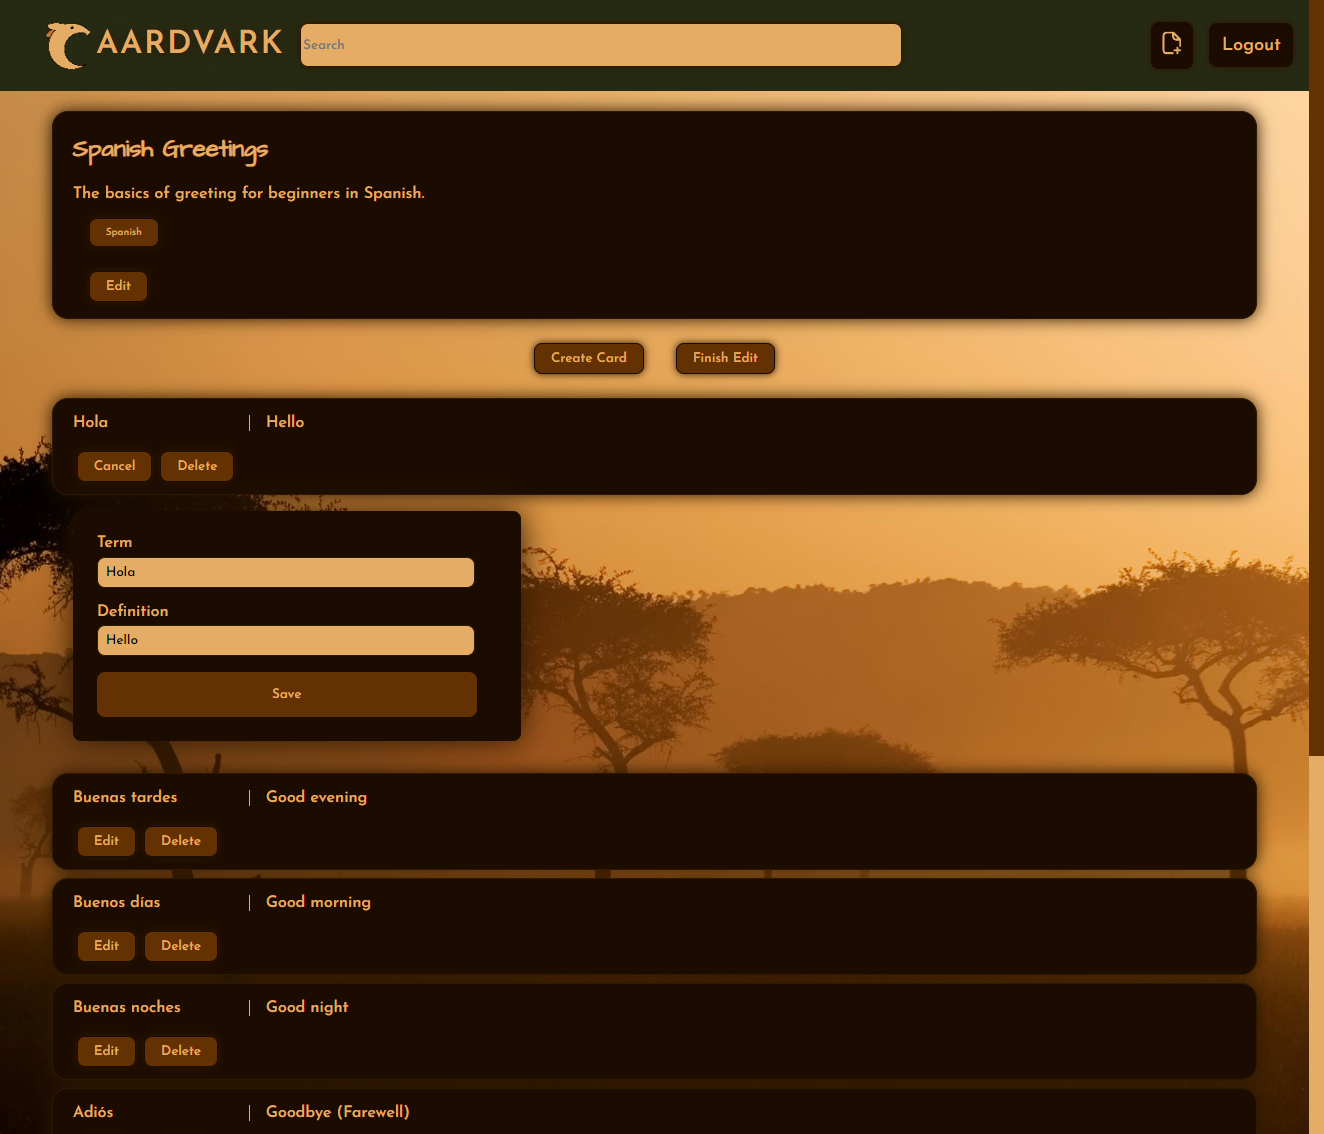 AARDVARK
Search
Logout
Spanish Greetings
The basics of greeting for beginners in Spanish.
Spanish
Edit
Create Card Finish Edit
Hola | Hello
Cancel Delete
Term
Hola
Definition
Hello
Save
Buenas tardes | Good evening
Edit Delete
Buenos días | Good morning
Edit Delete
Buenas noches | Good night
Edit Delete
Adiós | Goodbye (Farewell)